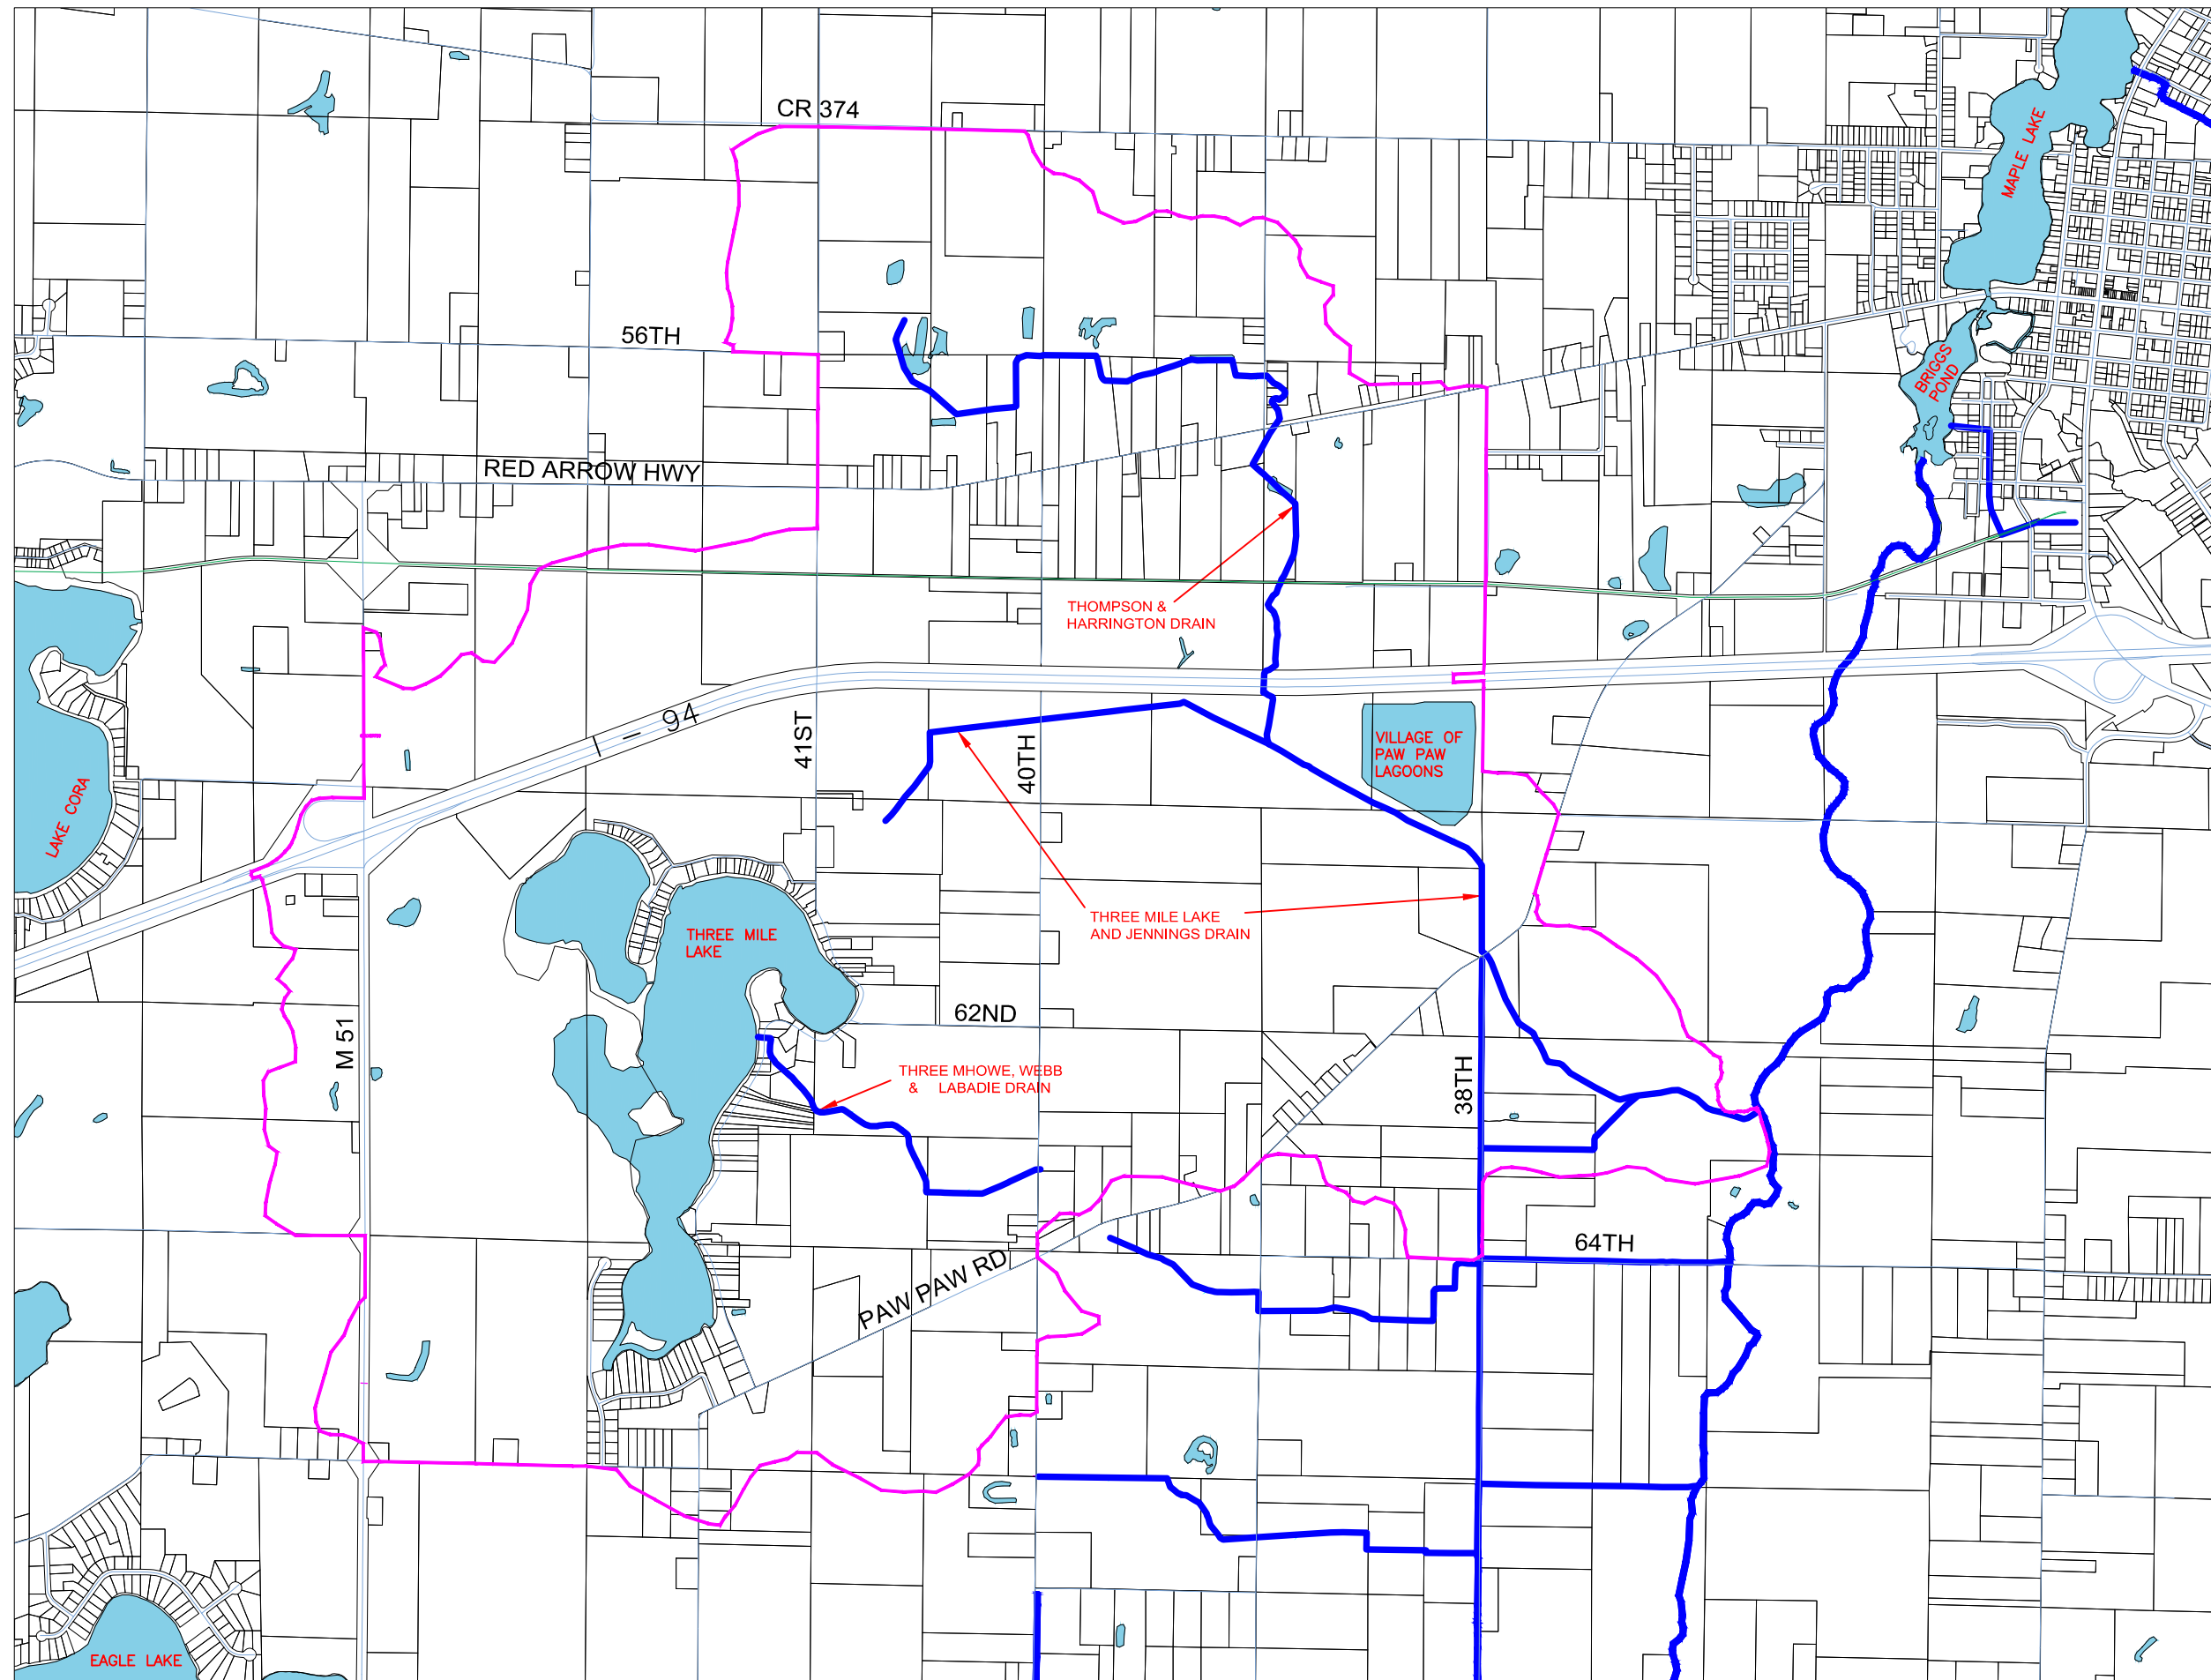 CR 374
MAPLE LAKE
56TH
BRIGGS
POND
RED ARROW HWY
THOMPSON &
HARRINGTON DRAIN
I - 94
41ST
40TH
VILLAGE OF
PAW PAW
LAGOONS
LAKE CORA
THREE MILE
LAKE
THREE MILE LAKE
AND JENNINGS DRAIN
62ND
M 51
THREE MHOWE, WEBB
& LABADIE DRAIN
38TH
64TH
PAW PAW RD
EAGLE LAKE